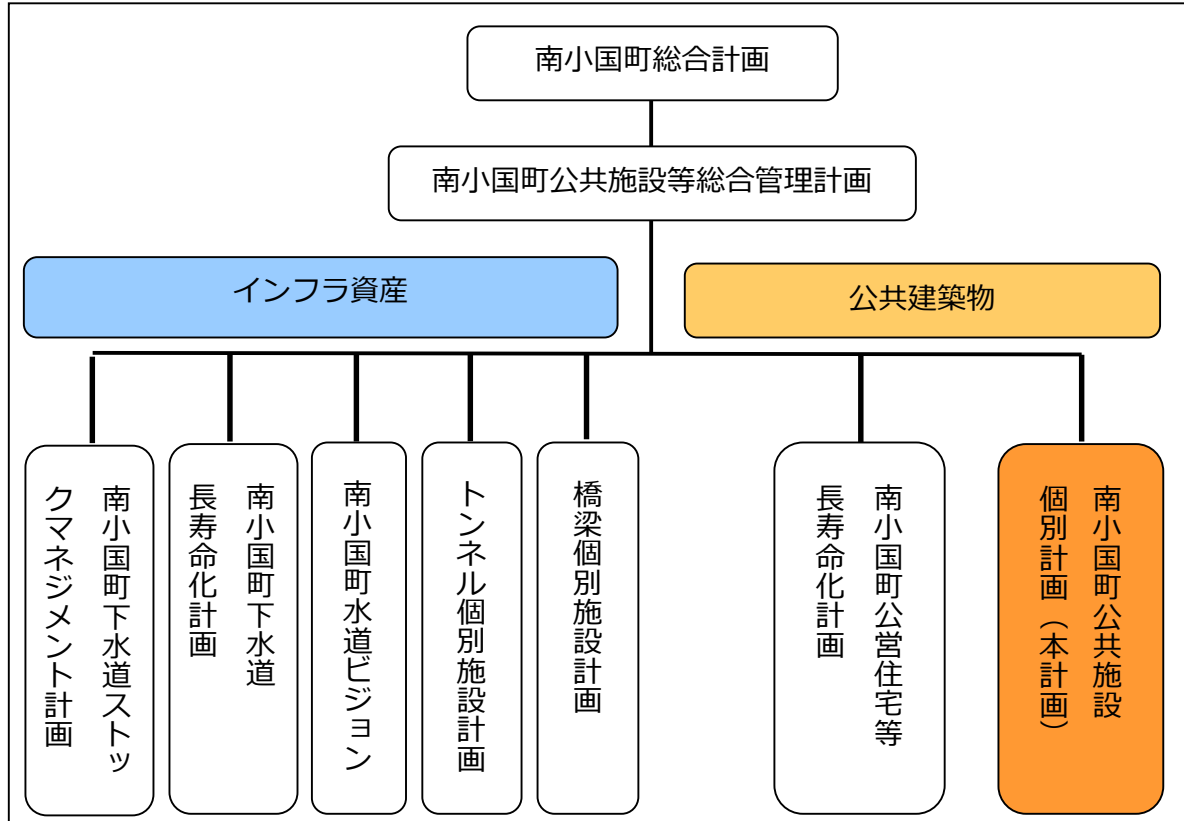 南小国町総合計画
南小国町公共施設等総合管理計画
インフラ資産
公共建築物
南小国町下水道ストッ
クマネジメント計画
南小国町下水道
長寿命化計画
南小国町水道ビジョン
トンネル個別施設計画
橋梁個別施設計画
南小国町公営住宅等
長寿命化計画
南小国町公共施設
個別計画（本計画）